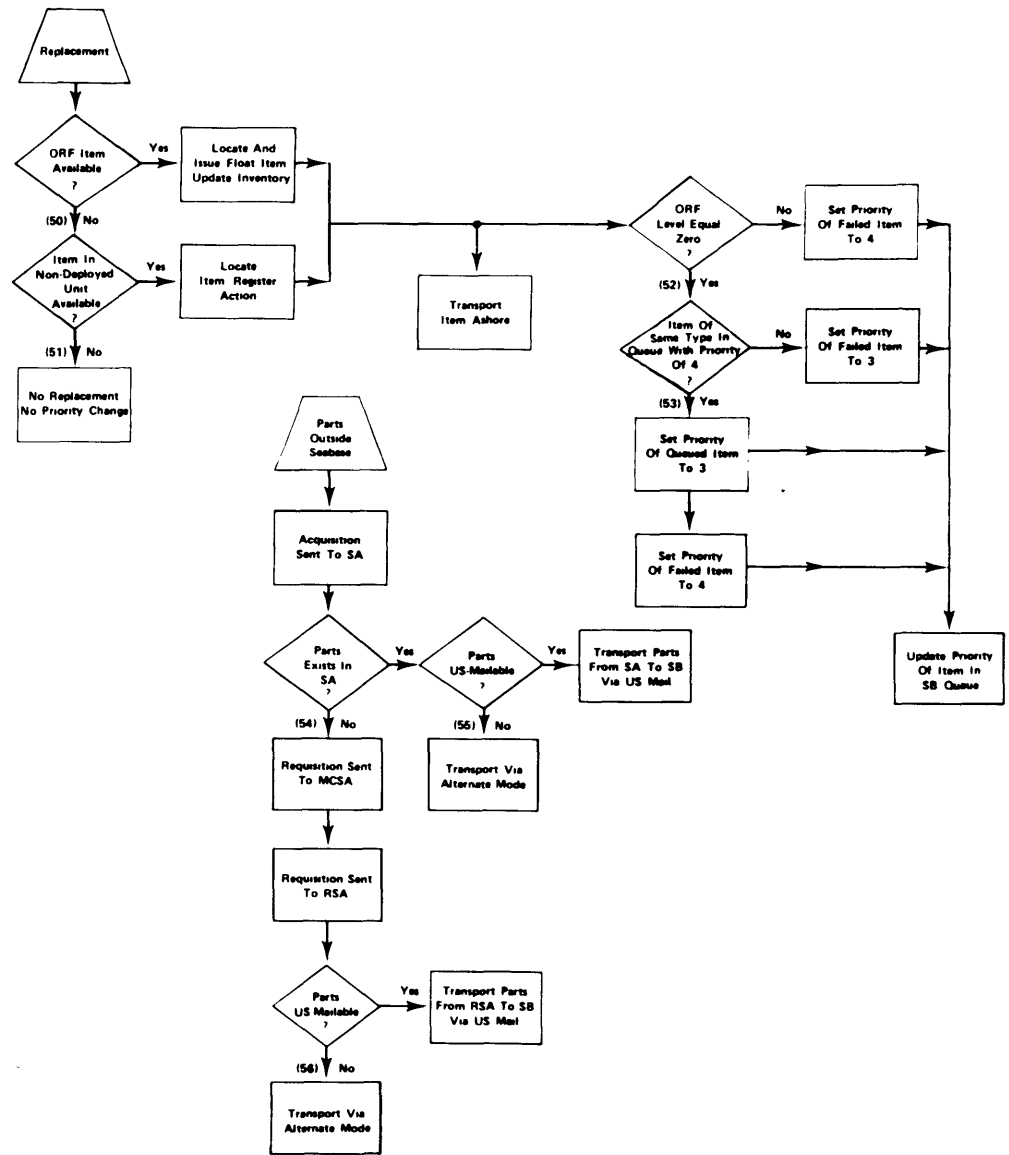 Replacement
ORF Item
Available
?
Yes
Locate And
Issue Float Item
Update Inventory
(50) No
Item In
Non-Deployed
Unit
Available
?
Yes
Locate
Item Register
Action
(51) No
No Replacement
No Priority Change
Transport
Item Ashore
ORF
Level Equal
Zero
?
No
Set Priority
Of Failed Item
To 4
(52) Yes
Item Of
Same Type In
Queue With Priority
Of 4
?
No
Set Priority
Of Failed Item
To 3
(53) Yes
Set Priority
Of Queued Item
To 3
Set Priority
Of Failed Item
To 4
Update Priority
Of Item In
SB Queue
Parts
Outside
Seabase
Acquisition
Sent To SA
Parts
Exists In
SA
?
Yes
Parts
US-Mailable
?
Yes
Transport Parts
From SA To SB
Via US Mail
(54) No
(55) No
Requisition Sent
To MCSA
Transport Via
Alternate Mode
Requisition Sent
To RSA
Parts
US Mailable
?
Yes
Transport Parts
From RSA To SB
Via US Mail
(56) No
Transport Via
Alternate Mode